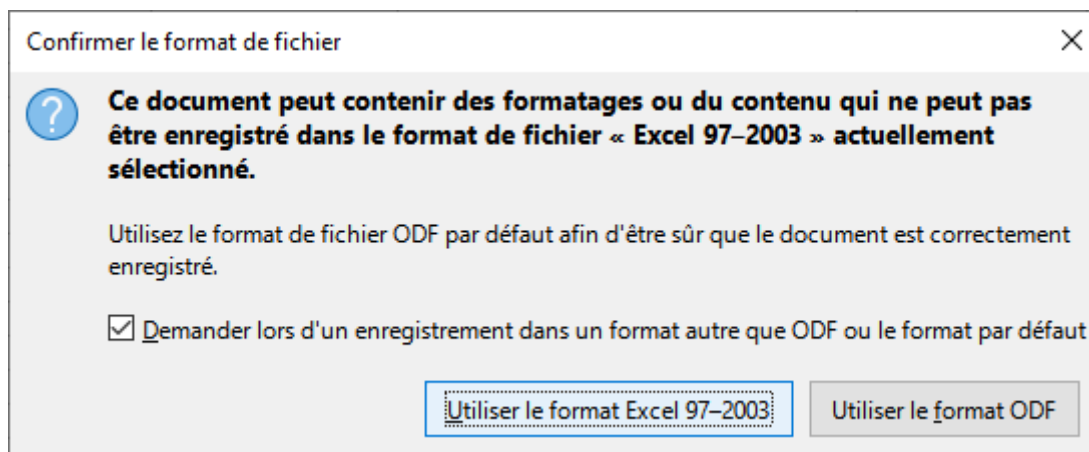 Confirmer le format de fichier
Ce document peut contenir des formatages ou du contenu qui ne peut pas
être enregistré dans le format de fichier « Excel 97–2003 » actuellement
sélectionné.
Utilisez le format de fichier ODF par défaut afin d'être sûr que le document est correctement
enregistré.
Demander lors d'un enregistrement dans un format autre que ODF ou le format par défaut
Utiliser le format Excel 97–2003 Utiliser le format ODF